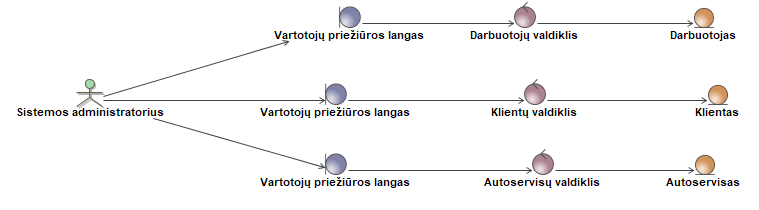 Vartotojų priežiūros langas Darbuotojų valdiklis Darbuotojas
Sistemos administratorius Vartotojų priežiūros langas Klientų valdiklis Klientas
Vartotojų priežiūros langas Autoservisų valdiklis Autoservisas